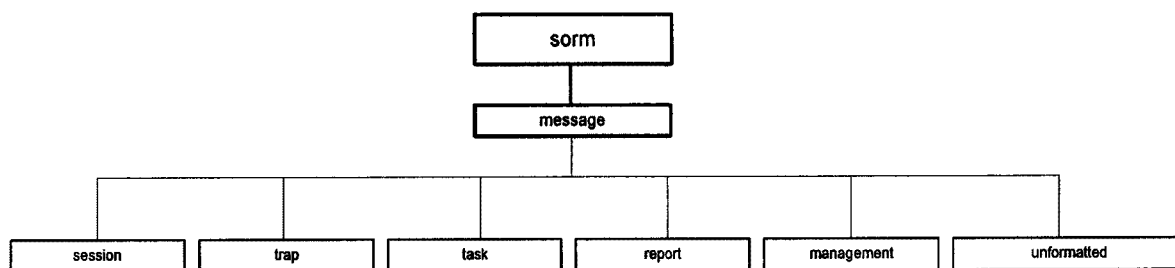 sorm
message
session
trap
task
report
management
unformatted